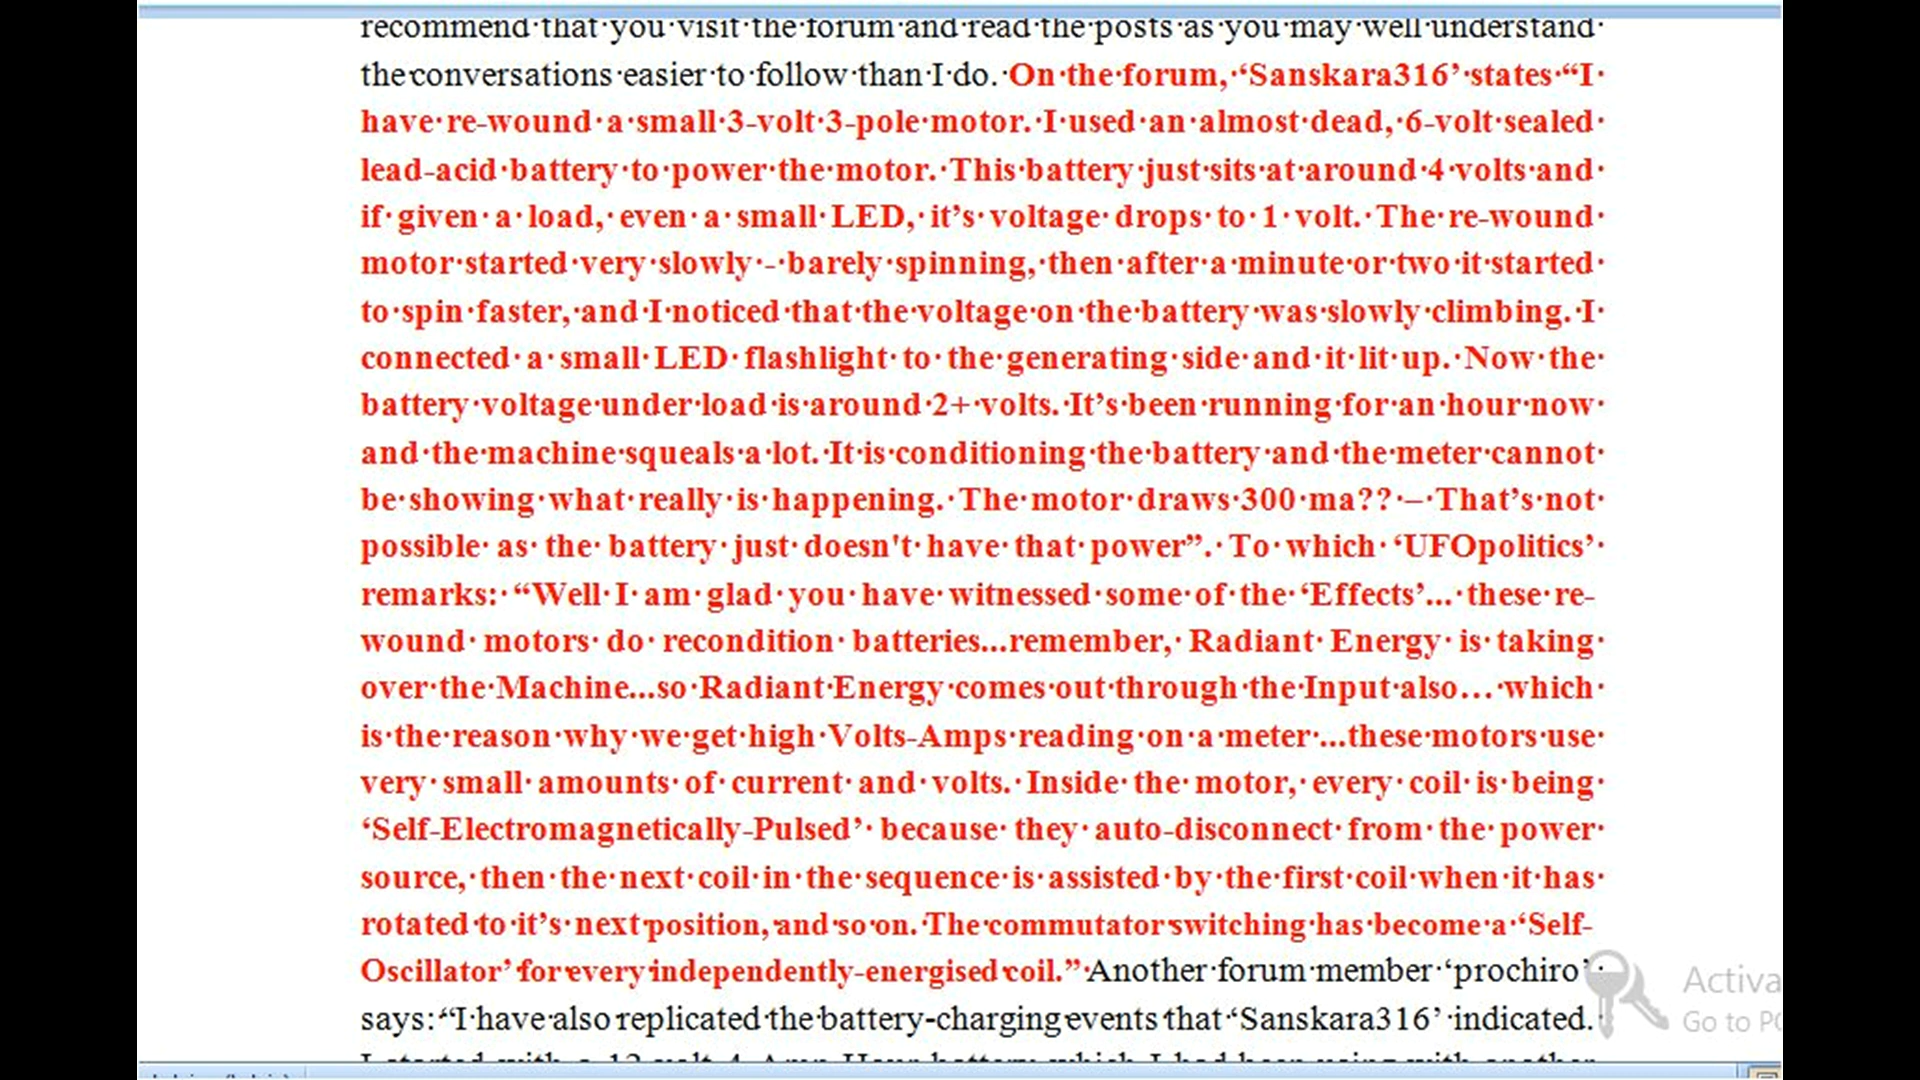 recommend that you visit the forum and read the posts as you may well understand
the conversations easier to follow than I do. On the forum, ‘Sanskara316’ states “I
have re-wound a small 3-volt 3-pole motor. I used an almost dead, 6-volt sealed
lead-acid battery to power the motor. This battery just sits at around 4 volts and
if given a load, even a small LED, it’s voltage drops to 1 volt. The re-wound
motor started very slowly - barely spinning, then after a minute or two it started
to spin faster, and I noticed that the voltage on the battery was slowly climbing. I
connected a small LED flashlight to the generating side and it lit up. Now the
battery voltage under load is around 2+ volts. It’s been running for an hour now
and the machine squeals a lot. It is conditioning the battery and the meter cannot
be showing what really is happening. The motor draws 300 ma?? – That’s not
possible as the battery just doesn't have that power”. To which ‘UFOpolitics’
remarks: “Well I am glad you have witnessed some of the ‘Effects’... these re-
wound motors do recondition batteries...remember, Radiant Energy is taking
over the Machine...so Radiant Energy comes out through the Input also… which
is the reason why we get high Volts-Amps reading on a meter ...these motors use
very small amounts of current and volts. Inside the motor, every coil is being
‘Self-Electromagnetically-Pulsed’ because they auto-disconnect from the power
source, then the next coil in the sequence is assisted by the first coil when it has
rotated to it’s next position, and so on. The commutator switching has become a ‘Self-
Oscillator’ for every independently-energised coil.” Another forum member ‘prochiro’
says: “I have also replicated the battery-charging events that ‘Sanskara316’ indicated.
I started with a 12 volt 4 Amp Hour battery which I had been using with another
Activa
Go to PC